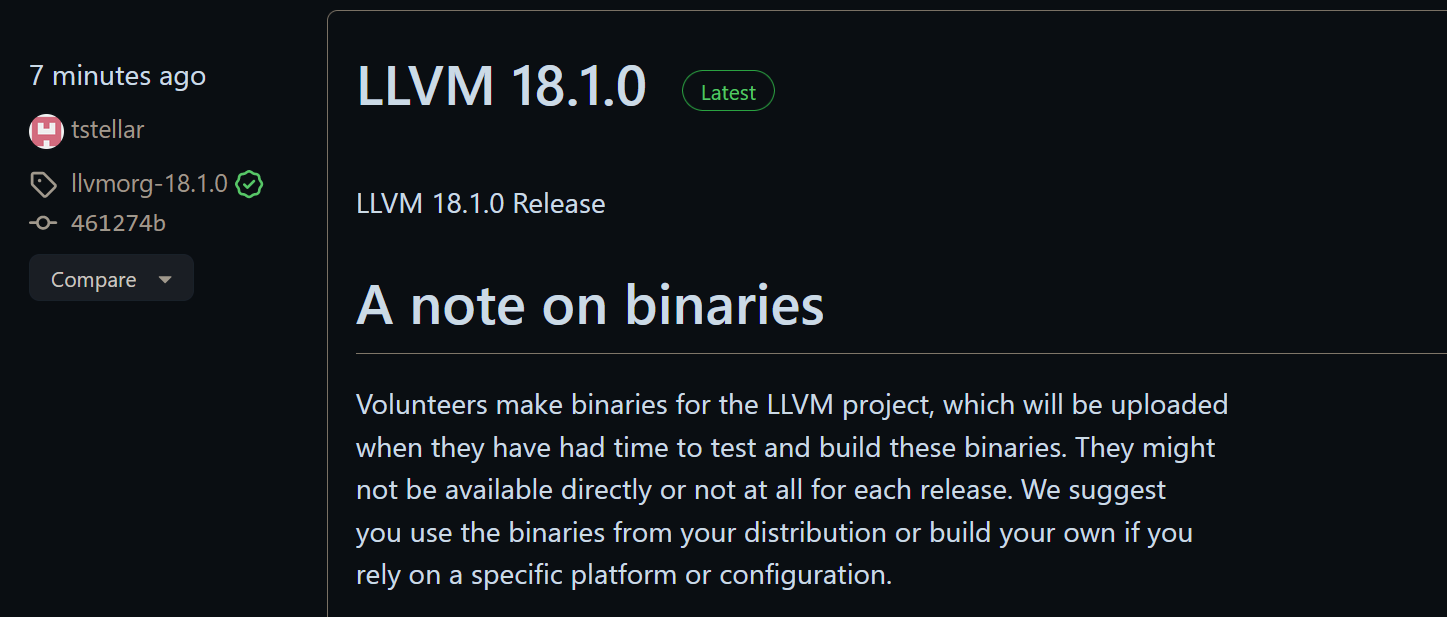 7 minutes ago
tstellar
llvmorg-18.1.0
461274b
Compare
LLVM 18.1.0 Latest
LLVM 18.1.0 Release
A note on binaries
Volunteers make binaries for the LLVM project, which will be uploaded
when they have had time to test and build these binaries. They might
not be available directly or not at all for each release. We suggest
you use the binaries from your distribution or build your own if you
rely on a specific platform or configuration.